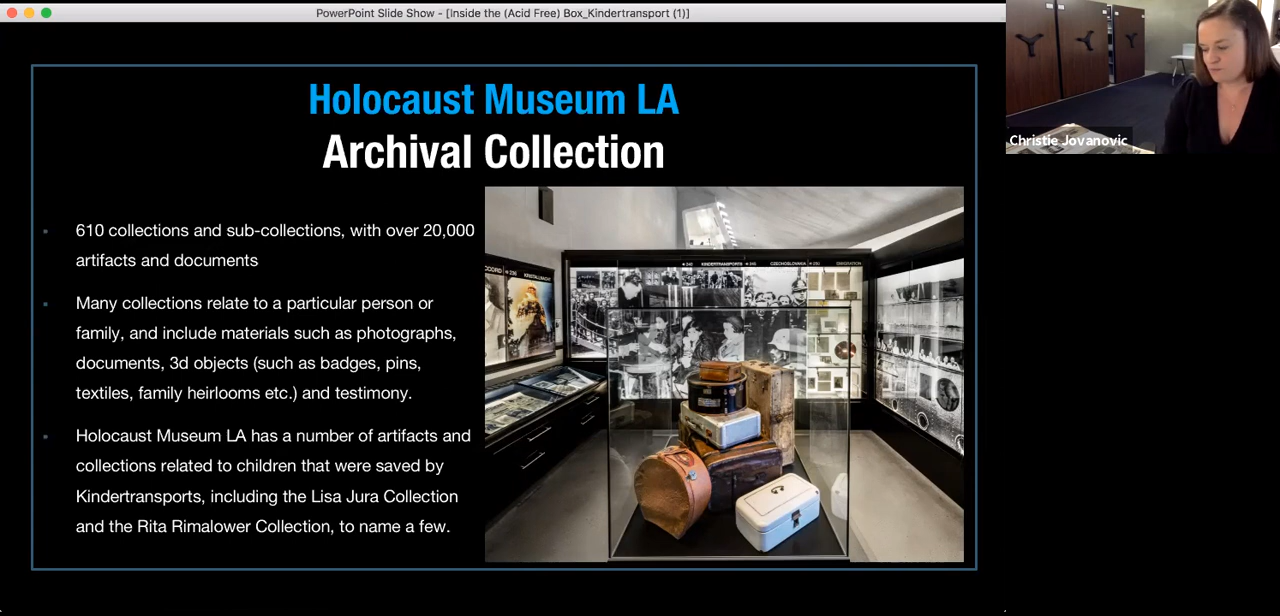 PowerPoint Slide Show - [Inside the (Acid Free) Box_Kindertransport (1)]
Christie Jovanovic
Holocaust Museum LA
Archival Collection
610 collections and sub-collections, with over 20,000
artifacts and documents
Many collections relate to a particular person or
family, and include materials such as photographs,
documents, 3d objects (such as badges, pins,
textiles, family heirlooms etc.) and testimony.
Holocaust Museum LA has a number of artifacts and
collections related to children that were saved by
Kindertransports, including the Lisa Jura Collection
and the Rita Rimalower Collection, to name a few.
KINDERTRANSPORTS
CZECHOSLOVAKIA
EMIGRATION
KRISTALLNACHT